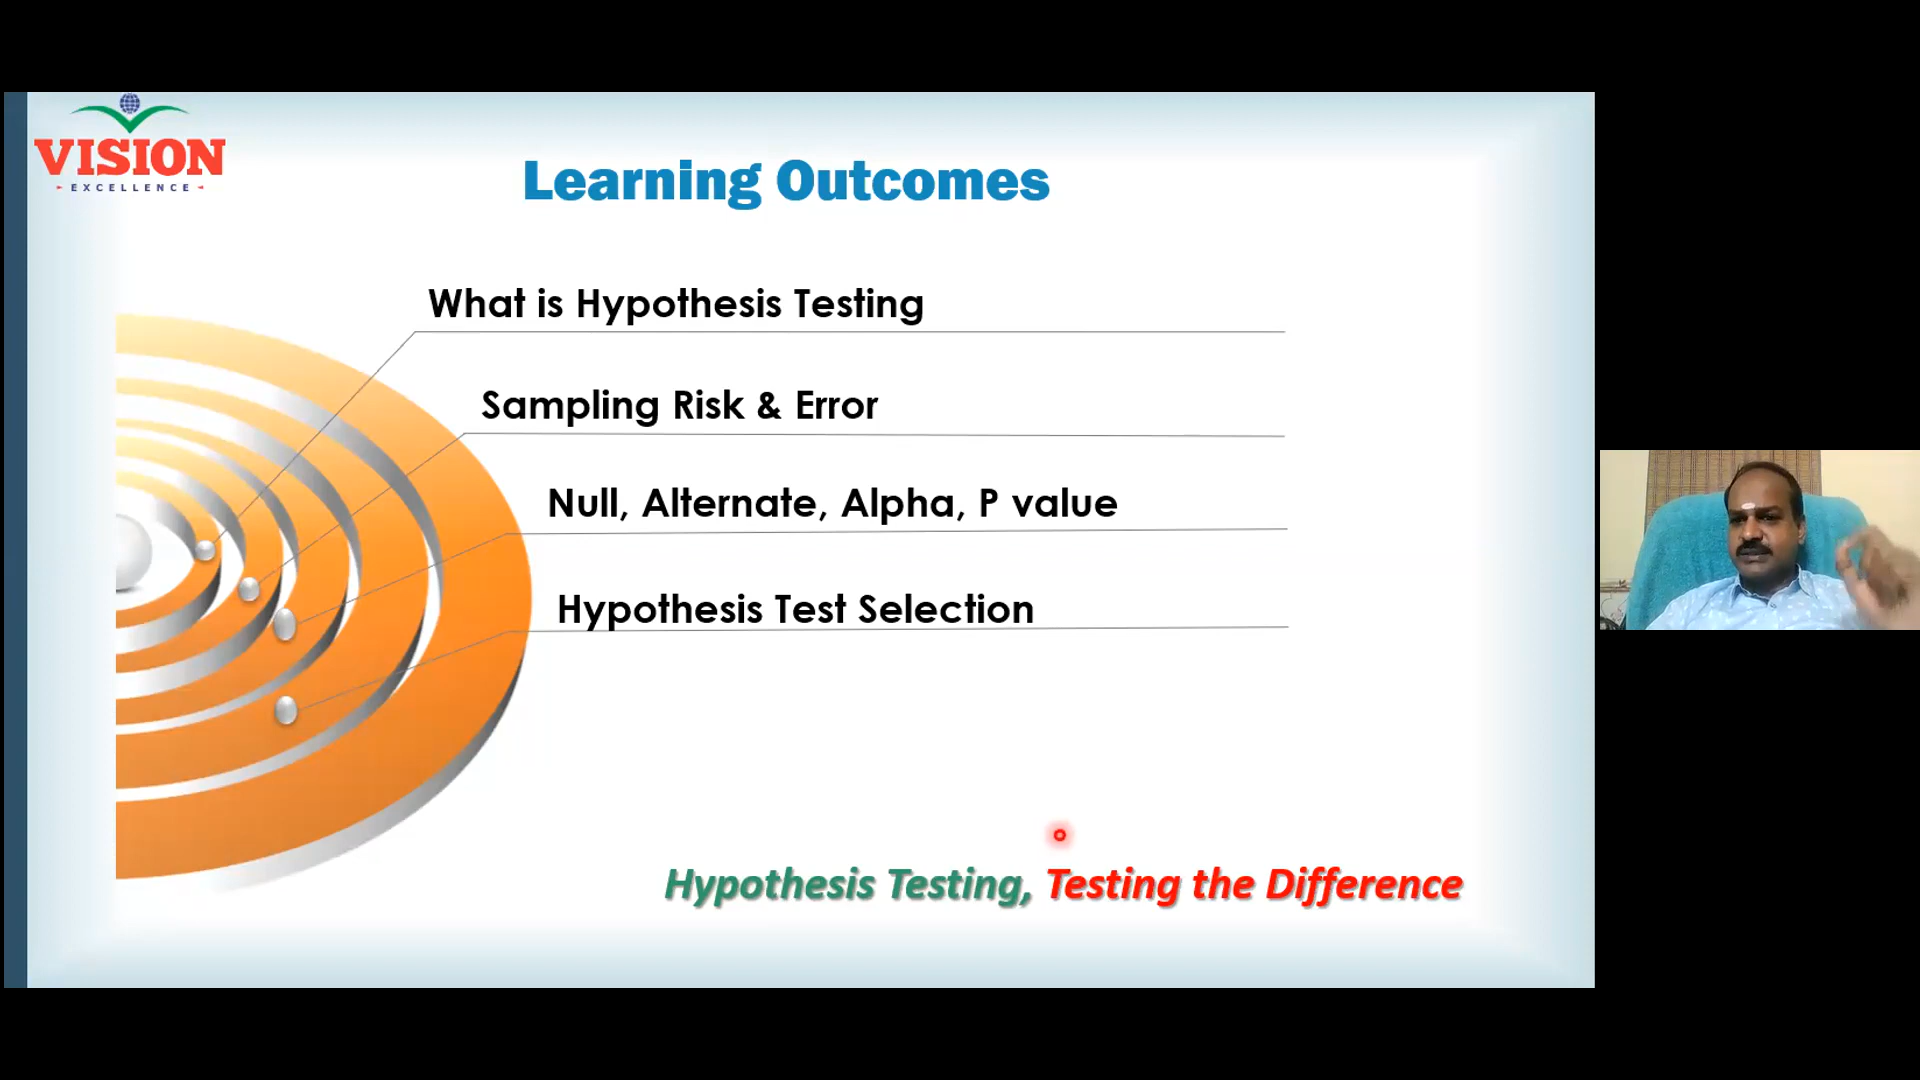 VISION
EXCELLENCE
Learning Outcomes
What is Hypothesis Testing
Sampling Risk & Error
Null, Alternate, Alpha, P value
Hypothesis Test Selection
Hypothesis Testing, Testing the Difference